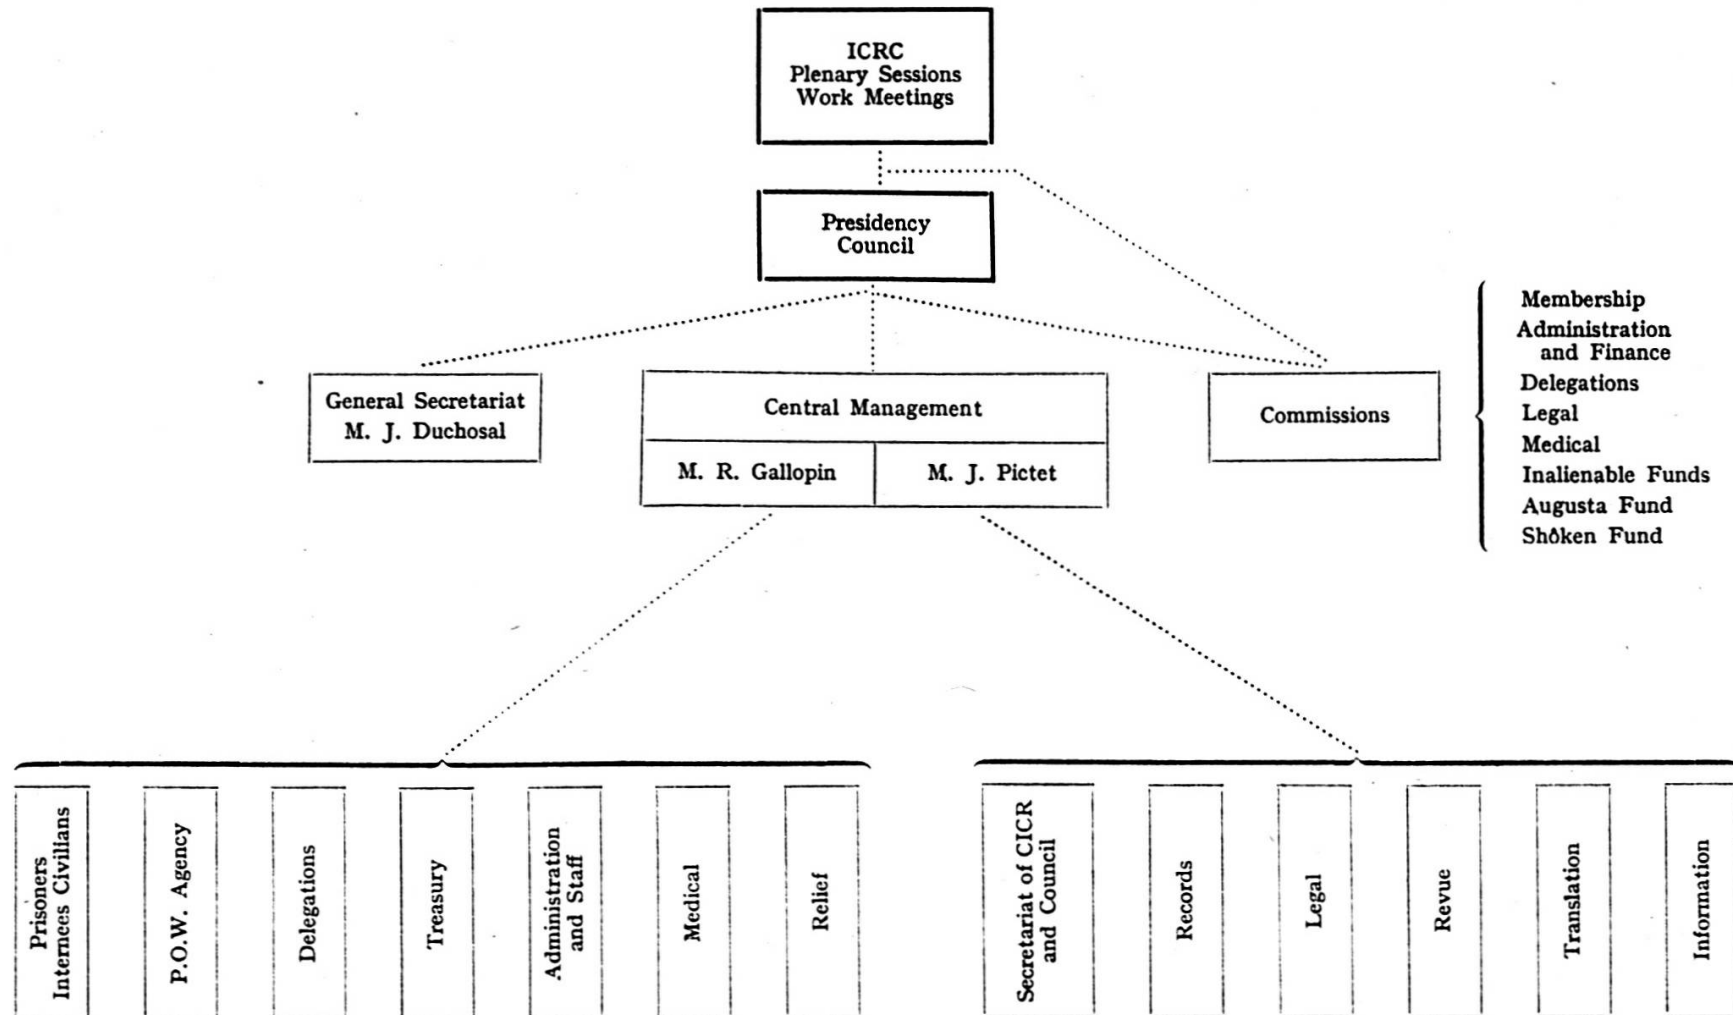 ICRC
Plenary Sessions
Work Meetings
Presidency
Council
General Secretariat
M. J. Duchosal
Central Management
M. R. Gallopin
M. J. Pictet
Commissions
Membership
Administration
and Finance
Delegations
Legal
Medical
Inalienable Funds
Augusta Fund
Shôken Fund
Prisoners
Internees Civilians
P.O.W. Agency
Delegations
Treasury
Administration
and Staff
Medical
Relief
Secretariat of CICR
and Council
Records
Legal
Revue
Translation
Information